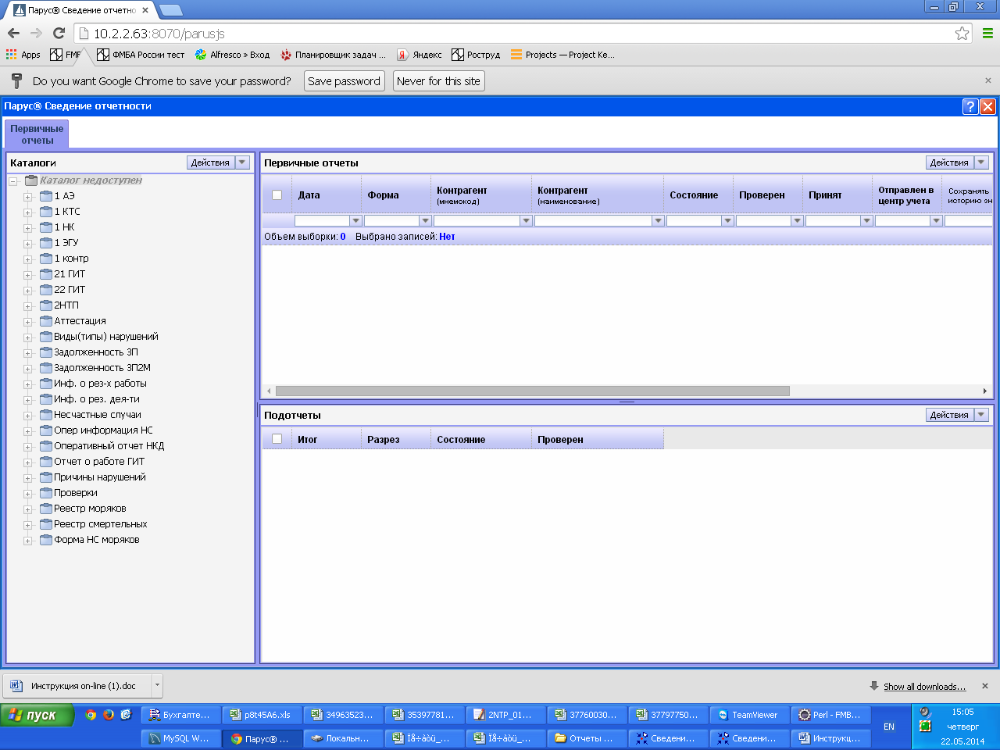 Парус® Сведение отчетно
10.2.2.63:8070/parusjs
Apps FMF ФМБА России тест Alfresco » Вход Планировщик задач ... Яндекс Роструд Projects — Project Ke...
Do you want Google Chrome to save your password? Save password Never for this site
Парус® Сведение отчетности
Первичные отчеты
Каталоги Действия
Каталог недоступен
1 АЭ
1 КТС
1 НК
1 ЭГУ
1 контр
21 ГИТ
22 ГИТ
2НТП
Аттестация
Виды(типы) нарушений
Задолженность ЗП
Задолженность ЗП2М
Инф. о рез-х работы
Инф. о рез. дея-ти
Несчастные случаи
Опер информация НС
Оперативный отчет НКД
Отчет о работе ГИТ
Причины нарушений
Проверки
Реестр моряков
Реестр смертельных
Форма НС моряков
Первичные отчеты Действия
Дата Форма Контрагент (мнемокод) Контрагент (наименование) Состояние Проверен Принят Отправлен в центр учета Сохранять историю зн
Объем выборки: 0 Выбрано записей: Нет
Подотчеты Действия
Итог Разрез Состояние Проверен
Инструкция on-line (1).doc Show all downloads...
пуск Бухгалте... p8t45A6.xls 34963523... 35397781... 2NTP_01... 37760030... 37797750... TeamViewer Perl - FMB... 15:05
EN четверг
MySQL W... Парус® ... Локальн... Ïå÷àòü_... Ïå÷àòü_... Отчеты ... Сведени... Сведени... Инструкц... 22.05.2014